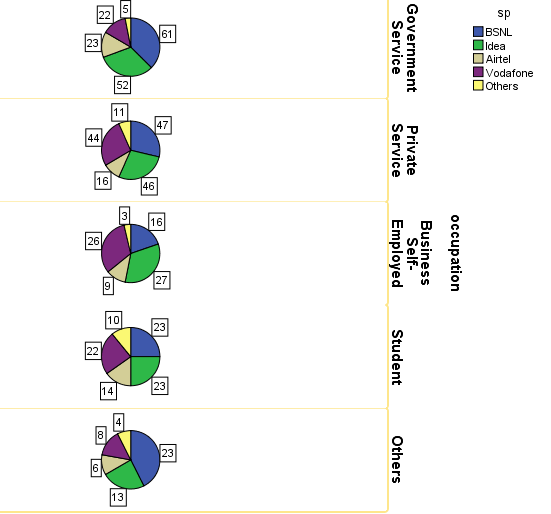 sp
BSNL
Idea
Airtel
Vodafone
Others
5
22
61
23
52
Government
Service
11
47
44
16
46
Private
Service
3
16
26
9
27
Business
Self-
Employed
occupation
10
23
22
14
23
Student
4
8
23
6
13
Others